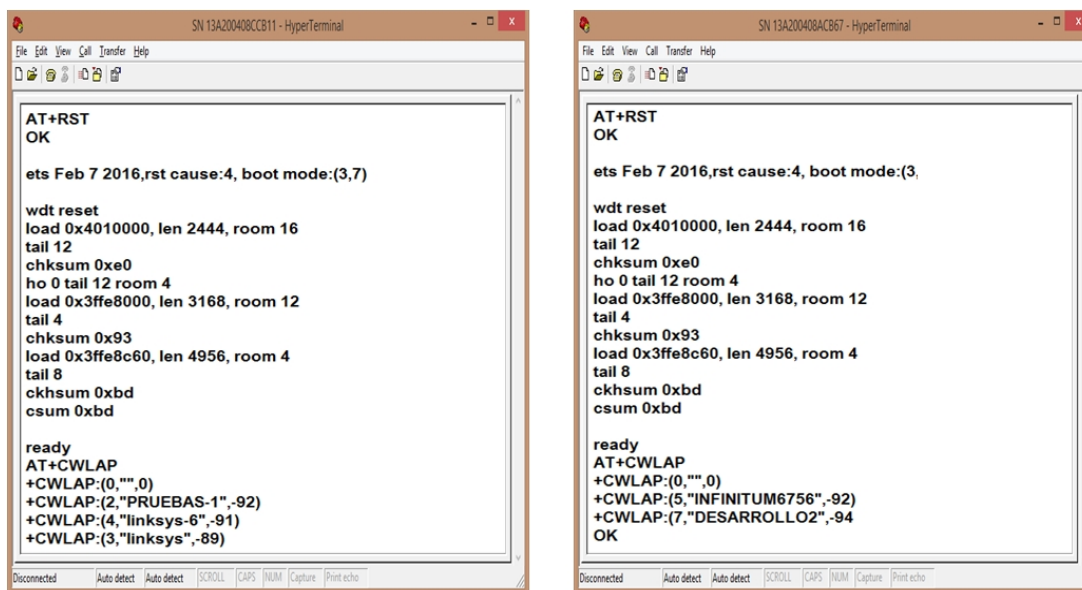 SN 13A200408CCB11 - HyperTerminal
File Edit View Call Transfer Help
AT+RST
OK
ets Feb 7 2016,rst cause:4, boot mode:(3,7)
wdt reset
load 0x4010000, len 2444, room 16
tail 12
chksum 0xe0
ho 0 tail 12 room 4
load 0x3ffe8000, len 3168, room 12
tail 4
chksum 0x93
load 0x3ffe8c60, len 4956, room 4
tail 8
ckhsum 0xbd
csum 0xbd
ready
AT+CWLAP
+CWLAP:(0,"",0)
+CWLAP:(2,"PRUEBAS-1",-92)
+CWLAP:(4,"linksys-6",-91)
+CWLAP:(3,"linksys",-89)
Disconnected Auto detect Auto detect SCROLL CAPS NUM Capture Print echo
SN 13A200408ACB67 - HyperTerminal
File Edit View Call Transfer Help
AT+RST
OK
ets Feb 7 2016,rst cause:4, boot mode:(3,
wdt reset
load 0x4010000, len 2444, room 16
tail 12
chksum 0xe0
ho 0 tail 12 room 4
load 0x3ffe8000, len 3168, room 12
tail 4
chksum 0x93
load 0x3ffe8c60, len 4956, room 4
tail 8
ckhsum 0xbd
csum 0xbd
ready
AT+CWLAP
+CWLAP:(0,"",0)
+CWLAP:(5,"INFINITUM6756",-92)
+CWLAP:(7,"DESARROLLO2",-94
OK
Disconnected Auto detect Auto detect SCROLL CAPS NUM Capture Print echo